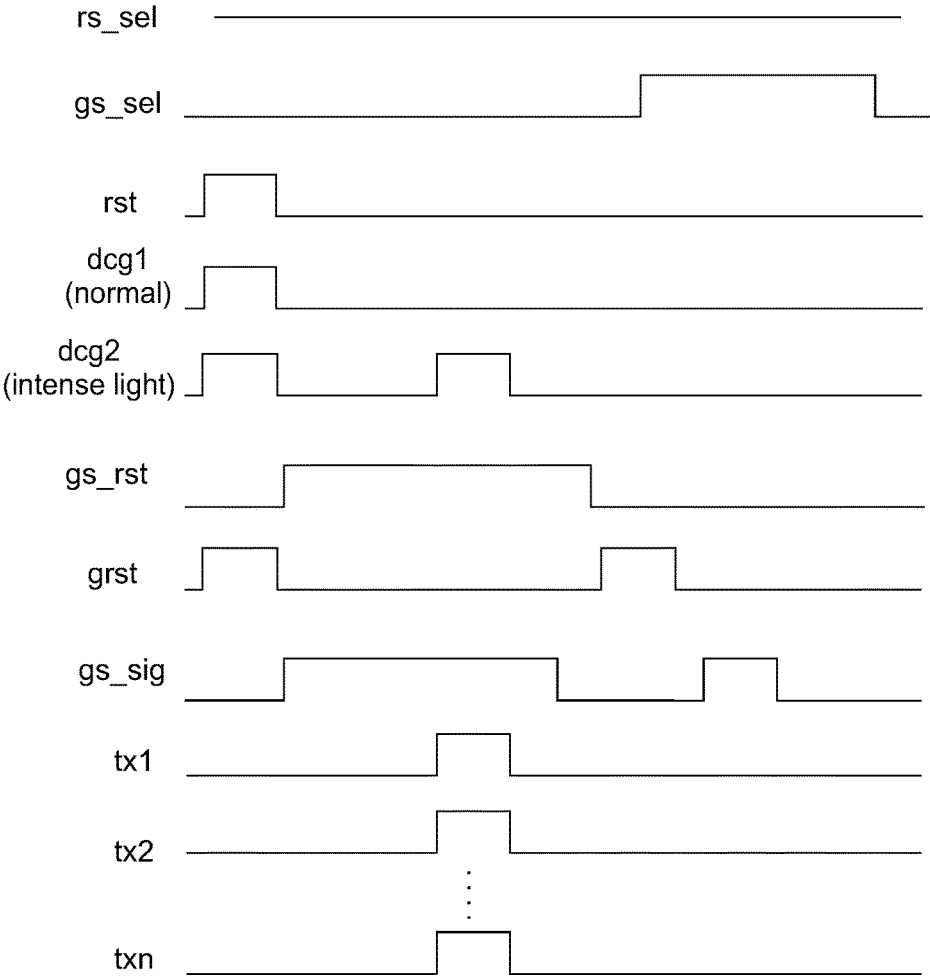 rs_sel
gs_sel
rst
dcg1
(normal)
dcg2
(intense light)
gs_rst
grst
gs_sig
tx1
tx2
txn